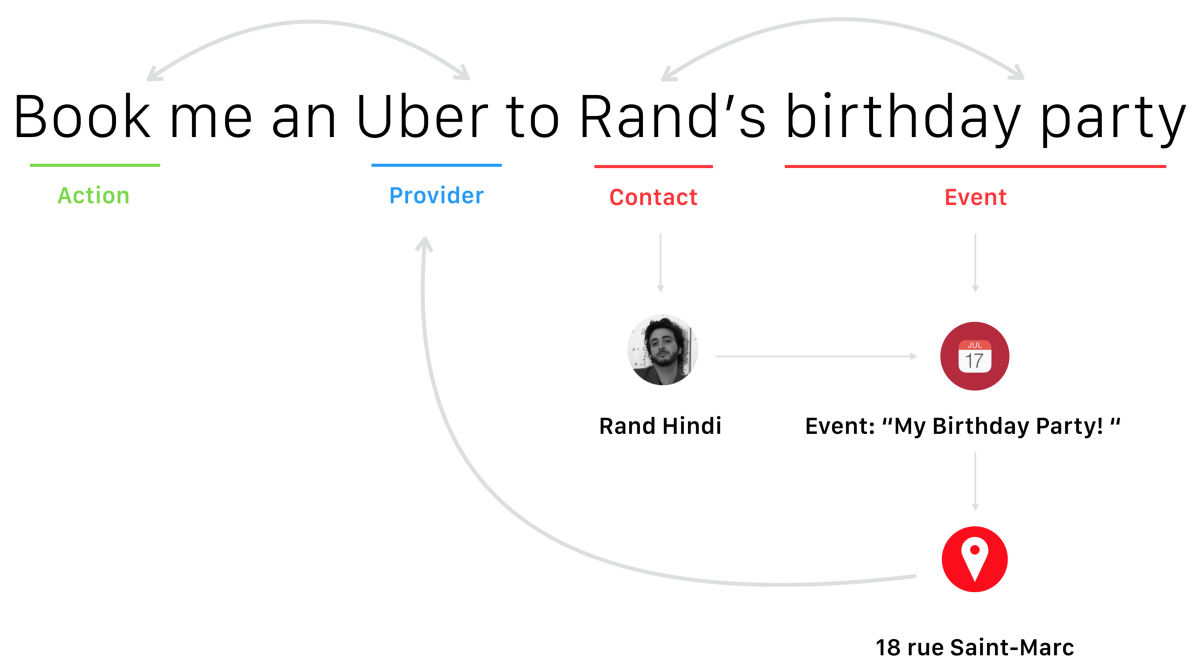 Book me an Uber to Rand’s birthday party
Action Provider Contact Event
JUL
17
Rand Hindi Event: “My Birthday Party! “
18 rue Saint-Marc